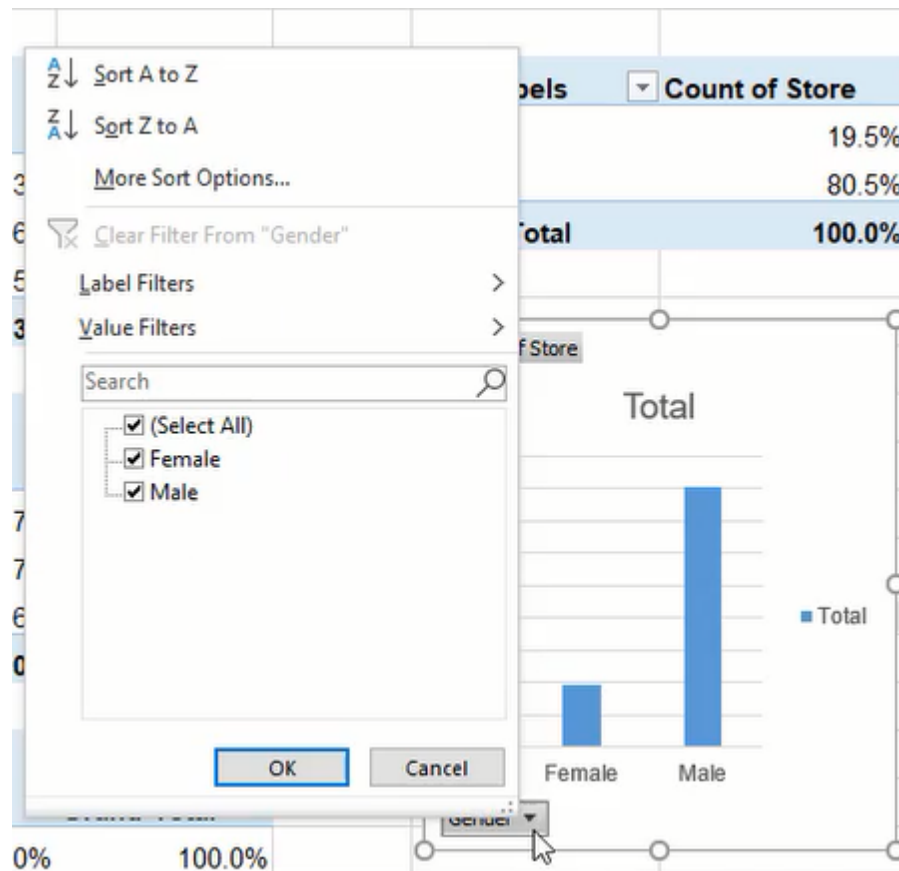 Sort A to Z
Sort Z to A
More Sort Options...
Clear Filter From "Gender"
Label Filters
Value Filters
Search
(Select All)
Female
Male
OK
Cancel
Count of Store
19.5%
80.5%
100.0%
f Store
Total
Total
Female
Male
Gender
0%
100.0%